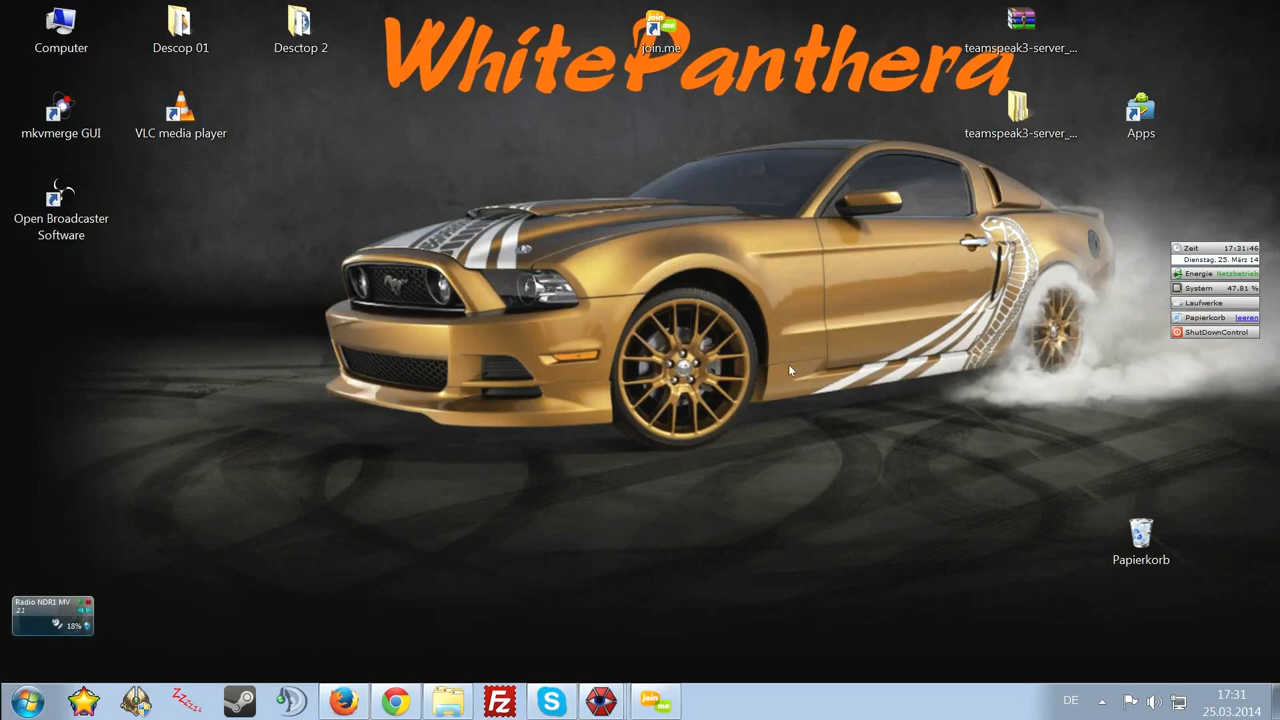 WhitePanthera
Computer
Descop 01
Desctop 2
join.me
teamspeak3-server_...
mkvmerge GUI
VLC media player
teamspeak3-server_...
Apps
Open Broadcaster
Software
Zeit 17:31:46
Dienstag, 25. März 14
Energie Netzbetrieb
System 47.81 %
Laufwerke
Papierkorb leeren
ShutDownControl
Papierkorb
Radio NDR1 MV
21
18%
Zzzzzz
DE
17:31
25.03.2014